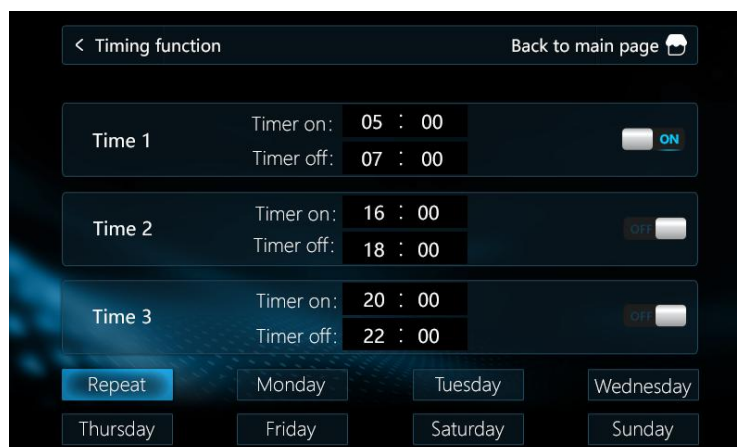 < Timing function Back to main page
Timer on: 05 : 00
Time 1 ON
Timer off: 07 : 00
Timer on: 16 : 00
Time 2 OFF
Timer off: 18 : 00
Timer on: 20 : 00
Time 3 OFF
Timer off: 22 : 00
Repeat Monday Tuesday Wednesday
Thursday Friday Saturday Sunday